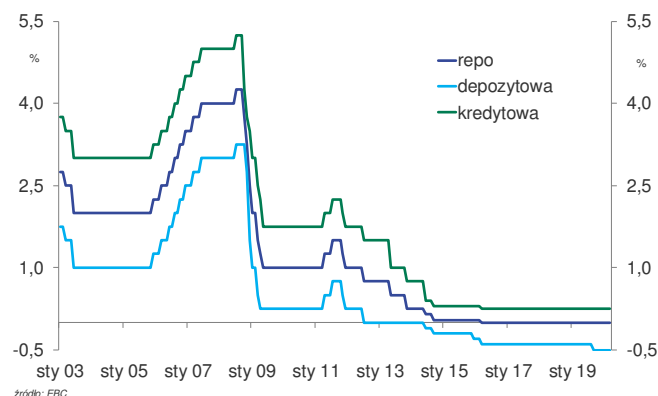 5,5 5,5
% %
repo
depozytowa
4,0 4,0
kredytowa
2,5 2,5
1,0 1,0
-0,5 -0,5
sty 03 sty 05 sty 07 sty 09 sty 11 sty 13 sty 15 sty 17 sty 19
źródło: EBC